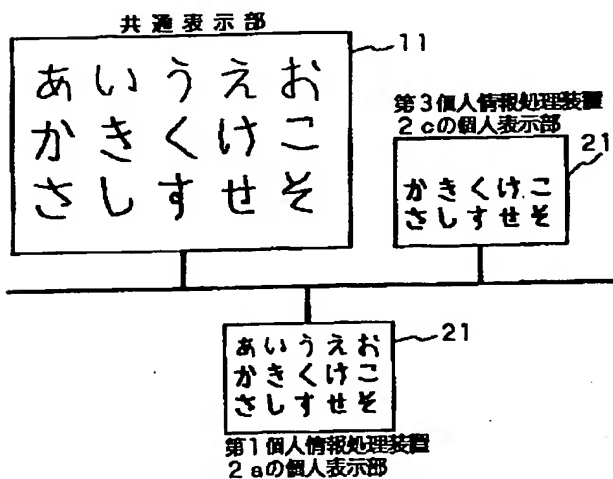 共通表示部
11
あいうえお
かきくけこ
さしすせそ
第3個人情報処理装置
2cの個人表示部
21
かきくけこ
さしすせそ
21
あいうえお
かきくけこ
さしすせそ
第1個人情報処理装置
2aの個人表示部